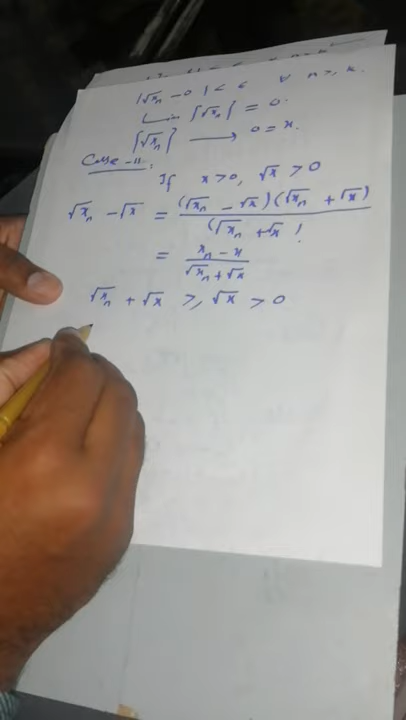 |√xₙ - 0| < ε ∀ n ≥ k.
{√xₙ} = 0.
{√xₙ} ⟶ 0 = x.
Case-II.
If x > 0, √x > 0
√xₙ - √x = (√xₙ - √x)(√xₙ + √x) / (√xₙ + √x)
= xₙ - x / √xₙ + √x
√xₙ + √x ≥, √x > 0